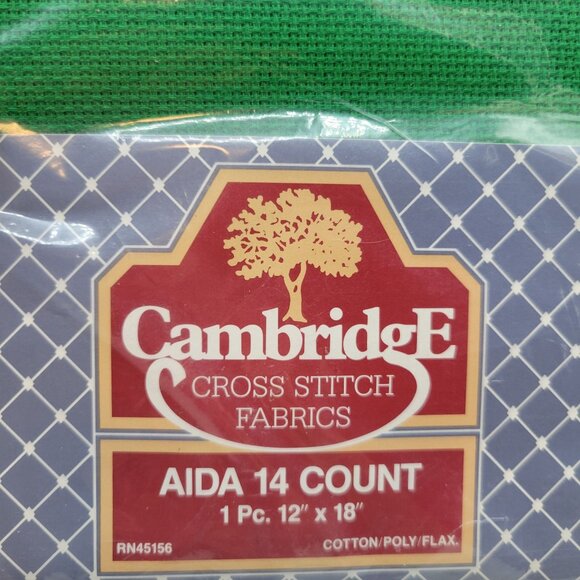 CambridgE
CROSS STITCH
FABRICS
AIDA 14 COUNT
1 Pc. 12" x 18"
RN45156 COTTON/POLY/FLAX.